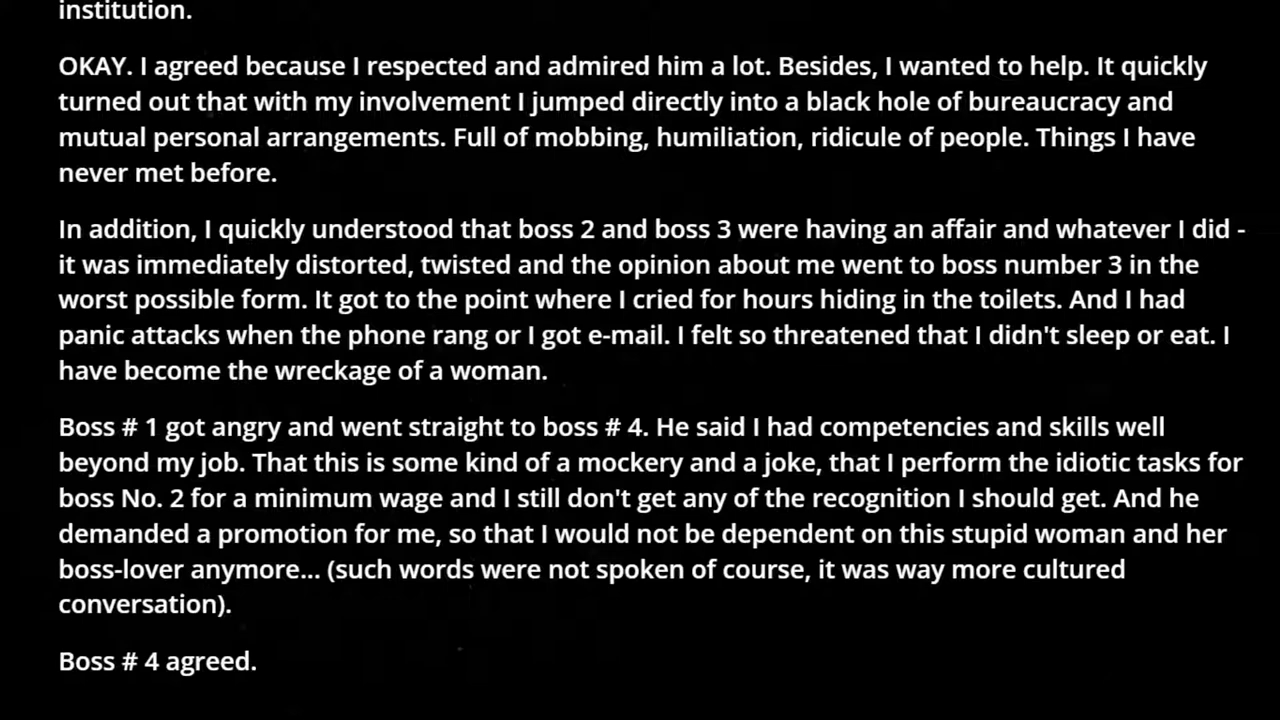 institution.
OKAY. I agreed because I respected and admired him a lot. Besides, I wanted to help. It quickly
turned out that with my involvement I jumped directly into a black hole of bureaucracy and
mutual personal arrangements. Full of mobbing, humiliation, ridicule of people. Things I have
never met before.
In addition, I quickly understood that boss 2 and boss 3 were having an affair and whatever I did -
it was immediately distorted, twisted and the opinion about me went to boss number 3 in the
worst possible form. It got to the point where I cried for hours hiding in the toilets. And I had
panic attacks when the phone rang or I got e-mail. I felt so threatened that I didn't sleep or eat. I
have become the wreckage of a woman.
Boss # 1 got angry and went straight to boss # 4. He said I had competencies and skills well
beyond my job. That this is some kind of a mockery and a joke, that I perform the idiotic tasks for
boss No. 2 for a minimum wage and I still don't get any of the recognition I should get. And he
demanded a promotion for me, so that I would not be dependent on this stupid woman and her
boss-lover anymore... (such words were not spoken of course, it was way more cultured
conversation).
Boss # 4 agreed.